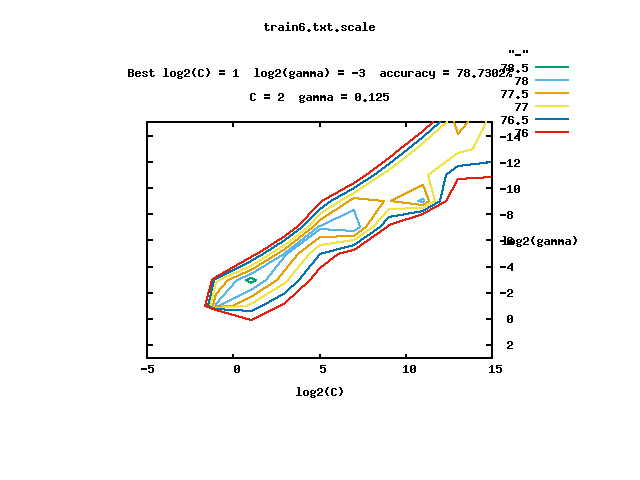 train6.txt.scale
"-"
Best log2(C) = 1  log2(gamma) = -3  accuracy = 78.7302%
78.5
78
77.5
77
76.5
76
C = 2  gamma = 0.125
-14
-12
-10
-8
-6
log2(gamma)
-4
-2
0
2
-5 0 5 10 15
log2(C)